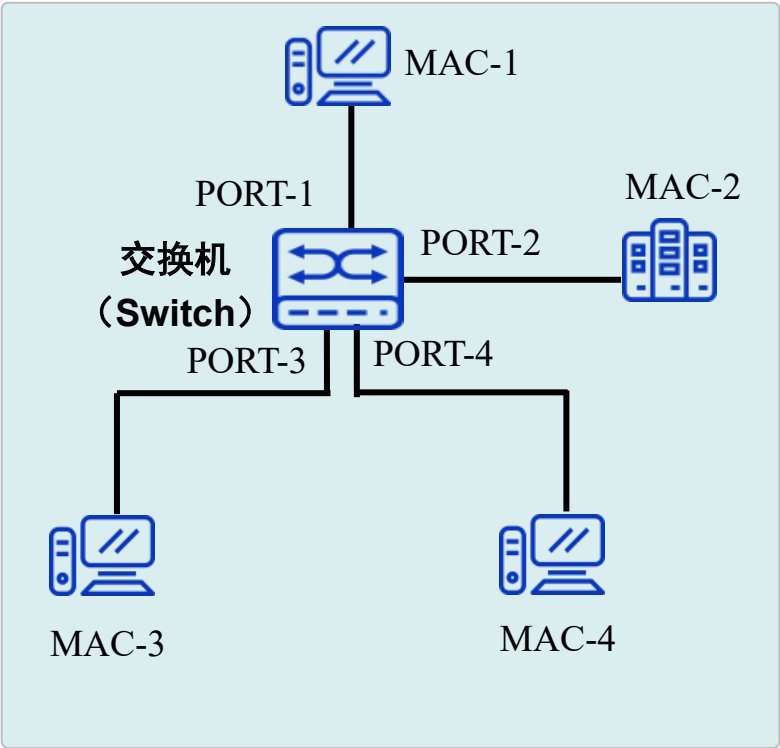 MAC-1
PORT-1
MAC-2
PORT-2
交换机
（Switch）
PORT-3
PORT-4
MAC-3
MAC-4